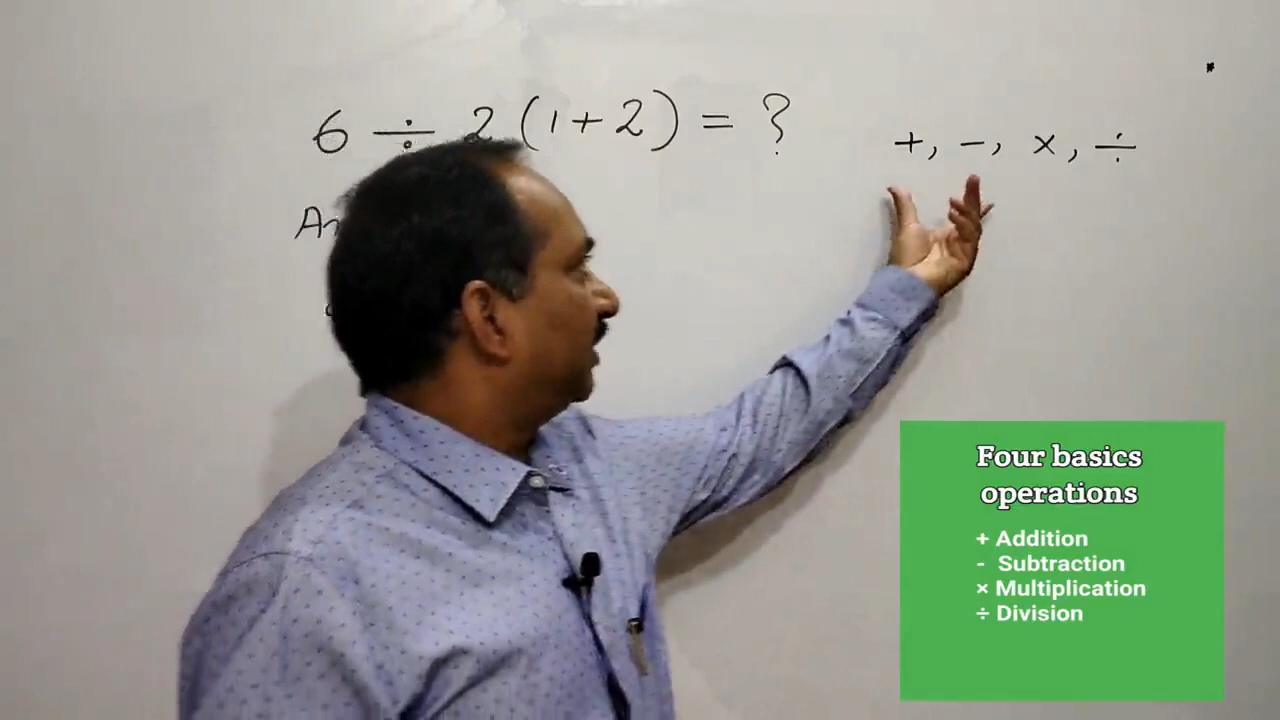 6 ÷ 2 (1+2) = ?
+, -, ×, ÷
Four basics
operations
+ Addition
- Subtraction
× Multiplication
÷ Division